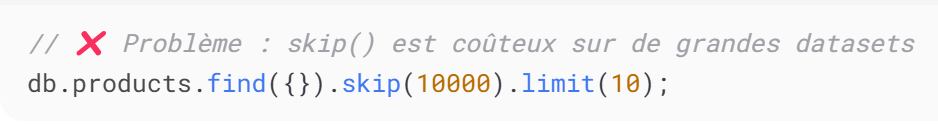 // ❌ Problème : skip() est coûteux sur de grandes datasets
db.products.find({}).skip(10000).limit(10);